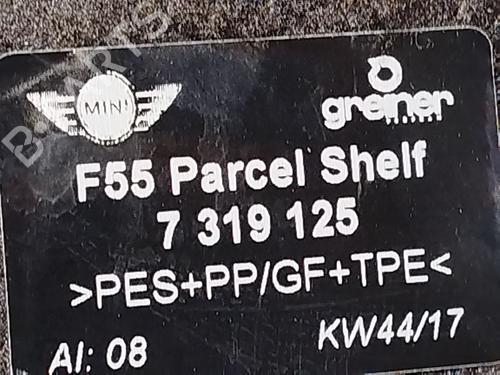 MINI
greiner
F55 Parcel Shelf
7 319 125
>PES+PP/GF+TPE<
AI: 08
KW44/17